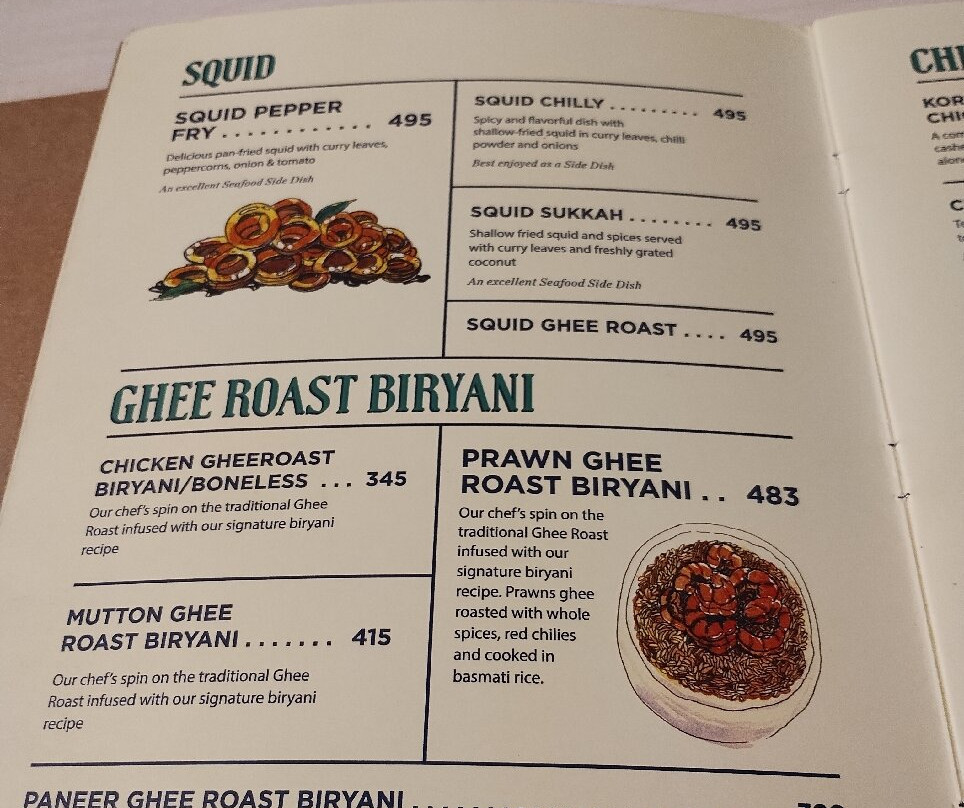 SQUID
SQUID PEPPER
FRY . . . . . . . . . . . . 495
Delicious pan-fried squid with curry leaves,
peppercorns, onion & tomato
An excellent Seafood Side Dish
SQUID CHILLY . . . . . . . . . 495
Spicy and flavorful dish with
shallow-fried squid in curry leaves, chilli
powder and onions
Best enjoyed as a Side Dish
SQUID SUKKAH . . . . . . . . 495
Shallow fried squid and spices served
with curry leaves and freshly grated
coconut
An excellent Seafood Side Dish
SQUID GHEE ROAST . . . . 495
GHEE ROAST BIRYANI
CHICKEN GHEEROAST
BIRYANI/BONELESS . . . 345
Our chef's spin on the traditional Ghee
Roast infused with our signature biryani
recipe
MUTTON GHEE
ROAST BIRYANI . . . . . . . 415
Our chef's spin on the traditional Ghee
Roast infused with our signature biryani
recipe
PRAWN GHEE
ROAST BIRYANI . . 483
Our chef's spin on the
traditional Ghee Roast
infused with our
signature biryani
recipe. Prawns ghee
roasted with whole
spices, red chilies
and cooked in
basmati rice.
PANEER GHEE ROAST BIRYANI